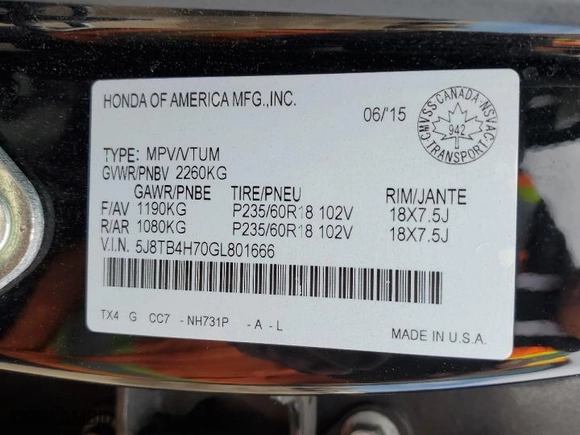 HONDA OF AMERICA MFG.,INC.
06/'15
CMVSS CANADA-NSVAC
942
TRANSPORT
TYPE: MPV/VTUM
GVWR/PNBV 2260KG
GAWR/PNBE TIRE/PNEU RIM/JANTE
F/AV 1190KG P235/60R18 102V 18X7.5J
R/AR 1080KG P235/60R18 102V 18X7.5J
V.I.N. 5J8TB4H70GL801666
TX4 G CC7 - NH731P - A - L
MADE IN U.S.A.